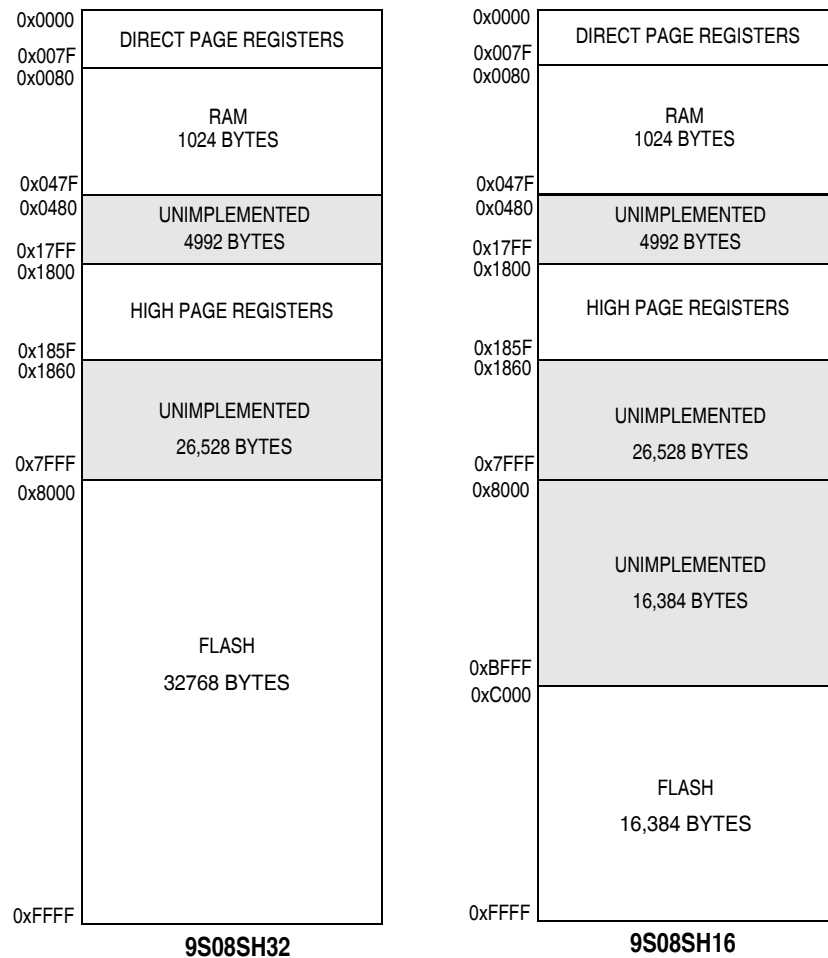 0x0000
DIRECT PAGE REGISTERS
0x007F
0x0080
RAM
1024 BYTES
0x047F
0x0480
UNIMPLEMENTED
4992 BYTES
0x17FF
0x1800
HIGH PAGE REGISTERS
0x185F
0x1860
UNIMPLEMENTED
26,528 BYTES
0x7FFF
0x8000
FLASH
32768 BYTES
0xFFFF
9S08SH32
0x0000
DIRECT PAGE REGISTERS
0x007F
0x0080
RAM
1024 BYTES
0x047F
0x0480
UNIMPLEMENTED
4992 BYTES
0x17FF
0x1800
HIGH PAGE REGISTERS
0x185F
0x1860
UNIMPLEMENTED
26,528 BYTES
0x7FFF
0x8000
UNIMPLEMENTED
16,384 BYTES
0xBFFF
0xC000
FLASH
16,384 BYTES
0xFFFF
9S08SH16